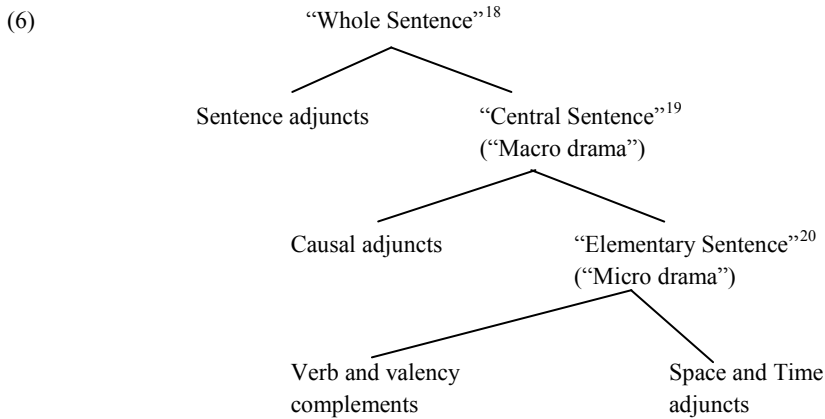 (6) “Whole Sentence”18
Sentence adjuncts “Central Sentence”19
(“Macro drama”)
Causal adjuncts “Elementary Sentence”20
(“Micro drama”)
Verb and valency Space and Time
complements adjuncts